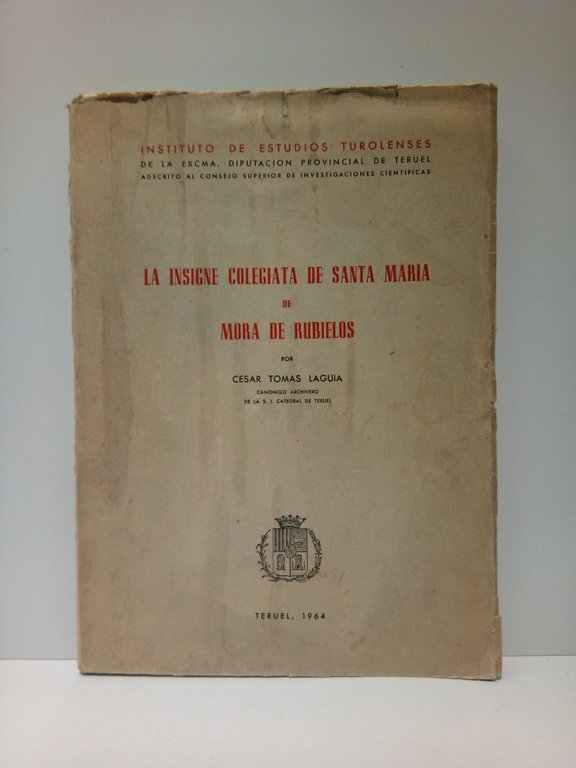 INSTITUTO DE ESTUDIOS TUROLENSES
DE LA EXCMA. DIPUTACION PROVINCIAL DE TERUEL
ADSCRITO AL CONSEJO SUPERIOR DE INVESTIGACIONES CIENTIFICAS
LA INSIGNE COLEGIATA DE SANTA MARIA
DE
MORA DE RUBIELOS
POR
CESAR TOMAS LAGUIA
CANONIGO ARCHIVERO
DE LA S. I. CATEDRAL DE TERUEL
TERUEL, 1964